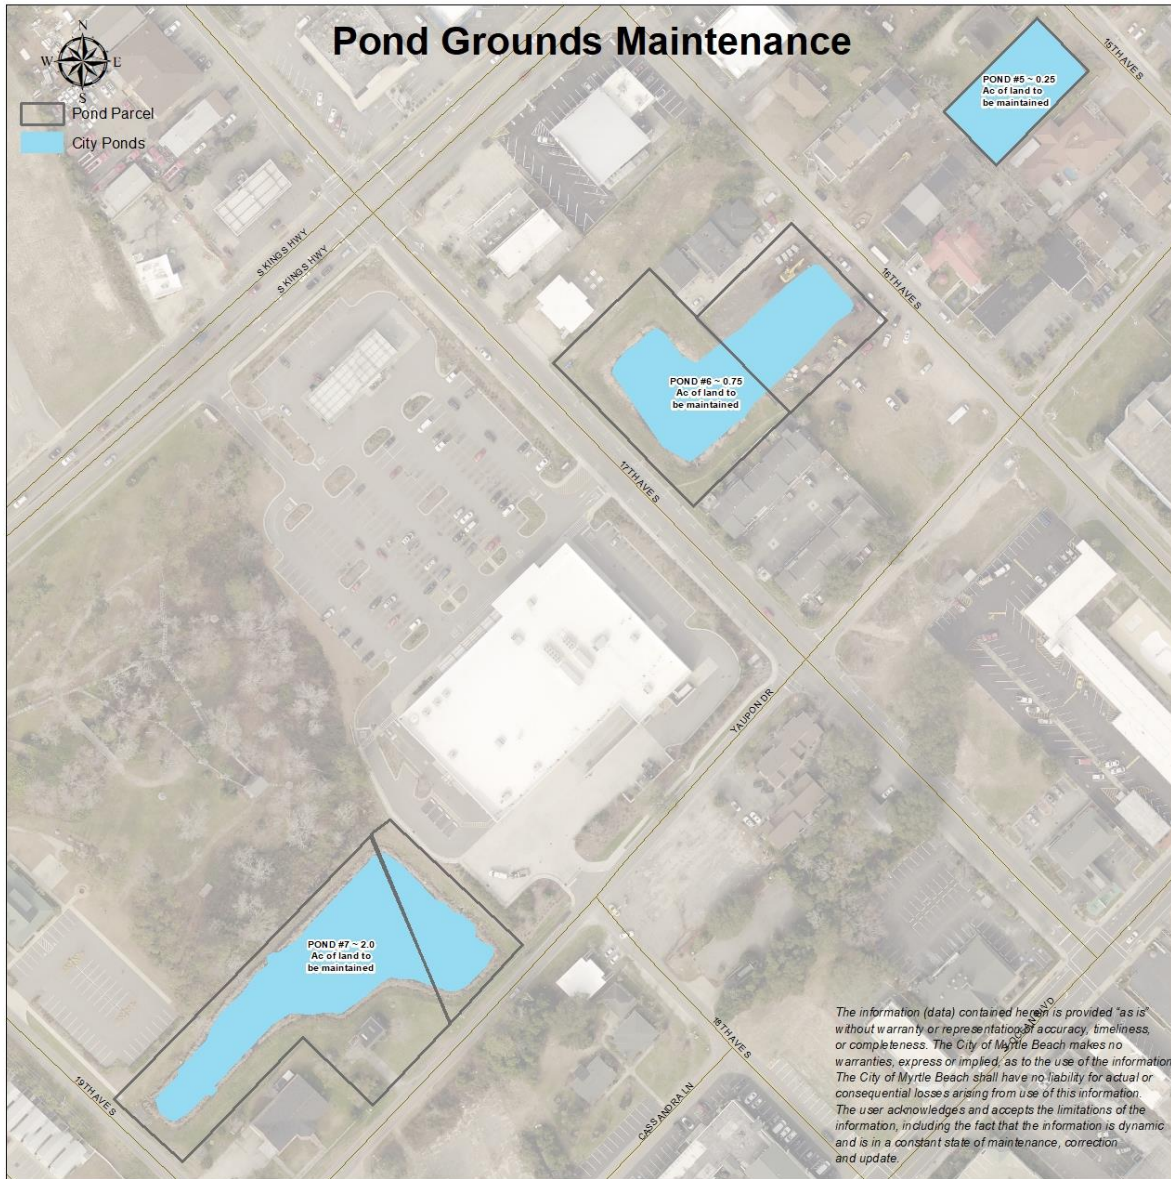 Pond Grounds Maintenance
N
W
E
S
Pond Parcel
City Ponds
15TH AVE S
POND #5 ~ 0.25
Ac of land to
be maintained
S KINGS HWY
S KINGS HWY
16TH AVE S
POND #6 ~ 0.75
Ac of land to
be maintained
17TH AVE S
YAUPON DR
POND #7 ~ 2.0
Ac of land to
be maintained
19TH AVE S
18TH AVE S
CASSANDRA LN
The information (data) contained herein is provided "as is"
without warranty or representation of accuracy, timeliness,
or completeness. The City of Myrtle Beach makes no
warranties, express or implied, as to the use of the information
The City of Myrtle Beach shall have no liability for actual or
consequential losses arising from use of this information.
The user acknowledges and accepts the limitations of the
information, including the fact that the information is dynamic
and is in a constant state of maintenance, correction
and update.